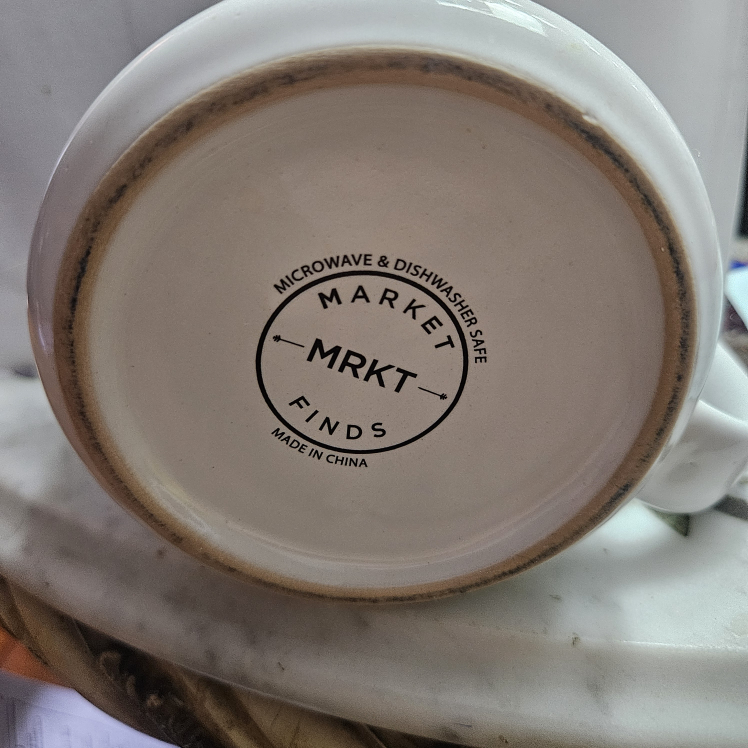 MICROWAVE & DISHWASHER SAFE
MARKET
MRKT
FINDS
MADE IN CHINA